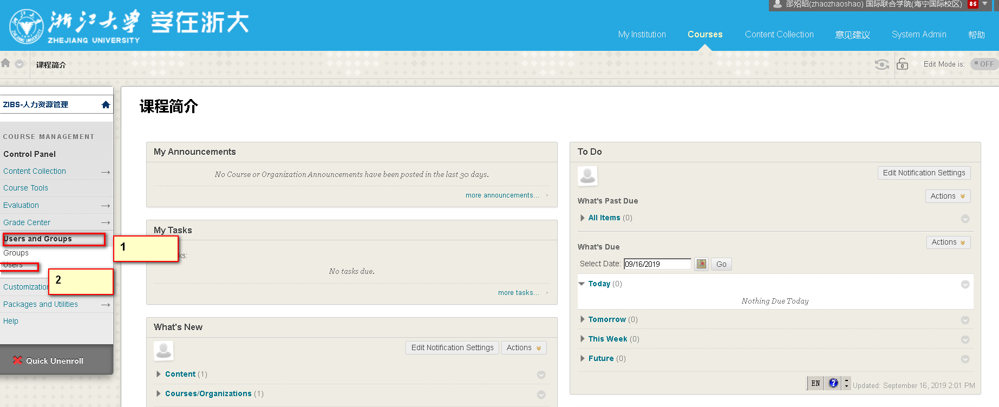 邵炤昭(zhaozhaoshao) 国际联合学院(海宁国际校区) 85
浙江大学 学在浙大
ZHEJIANG UNIVERSITY
My Institution Courses Content Collection 意见建议 System Admin 帮助
课程简介
Edit Mode is: OFF
ZIBS-人力资源管理
COURSE MANAGEMENT
Control Panel
Content Collection
Course Tools
Evaluation
Grade Center
Users and Groups
1
Groups
Users
2
Customization
Packages and Utilities
Help
Quick Unenroll
课程简介
My Announcements
No Course or Organization Announcements have been posted in the last 30 days.
more announcements...
My Tasks
ks:
No tasks due.
more tasks...
What's New
Edit Notification Settings Actions
Content (1)
Courses/Organizations (1)
To Do
Edit Notification Settings
Actions
What's Past Due
All Items (0)
Actions
What's Due
Select Date: 09/16/2019 Go
Today (0)
Nothing Due Today
Tomorrow (0)
This Week (0)
Future (0)
EN
Updated: September 16, 2019 2:01 PM